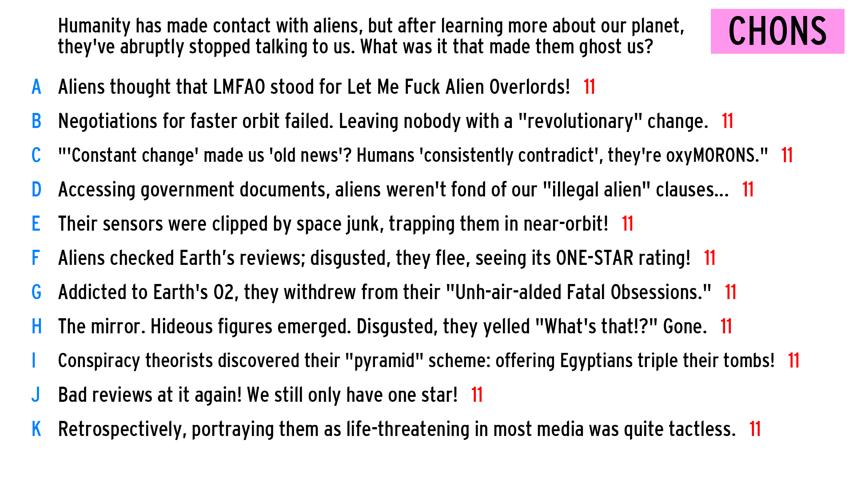 Humanity has made contact with aliens, but after learning more about our planet,
they've abruptly stopped talking to us. What was it that made them ghost us?
CHONS
A Aliens thought that LMFAO stood for Let Me Fuck Alien Overlords! 11
B Negotiations for faster orbit failed. Leaving nobody with a "revolutionary" change. 11
C "'Constant change' made us 'old news'? Humans 'consistently contradict', they're oxyMORONS." 11
D Accessing government documents, aliens weren't fond of our "illegal alien" clauses... 11
E Their sensors were clipped by space junk, trapping them in near-orbit! 11
F Aliens checked Earth’s reviews; disgusted, they flee, seeing its ONE-STAR rating! 11
G Addicted to Earth's O2, they withdrew from their "Unh-air-alded Fatal Obsessions." 11
H The mirror. Hideous figures emerged. Disgusted, they yelled "What's that!?" Gone. 11
I Conspiracy theorists discovered their "pyramid" scheme: offering Egyptians triple their tombs! 11
J Bad reviews at it again! We still only have one star! 11
K Retrospectively, portraying them as life-threatening in most media was quite tactless. 11